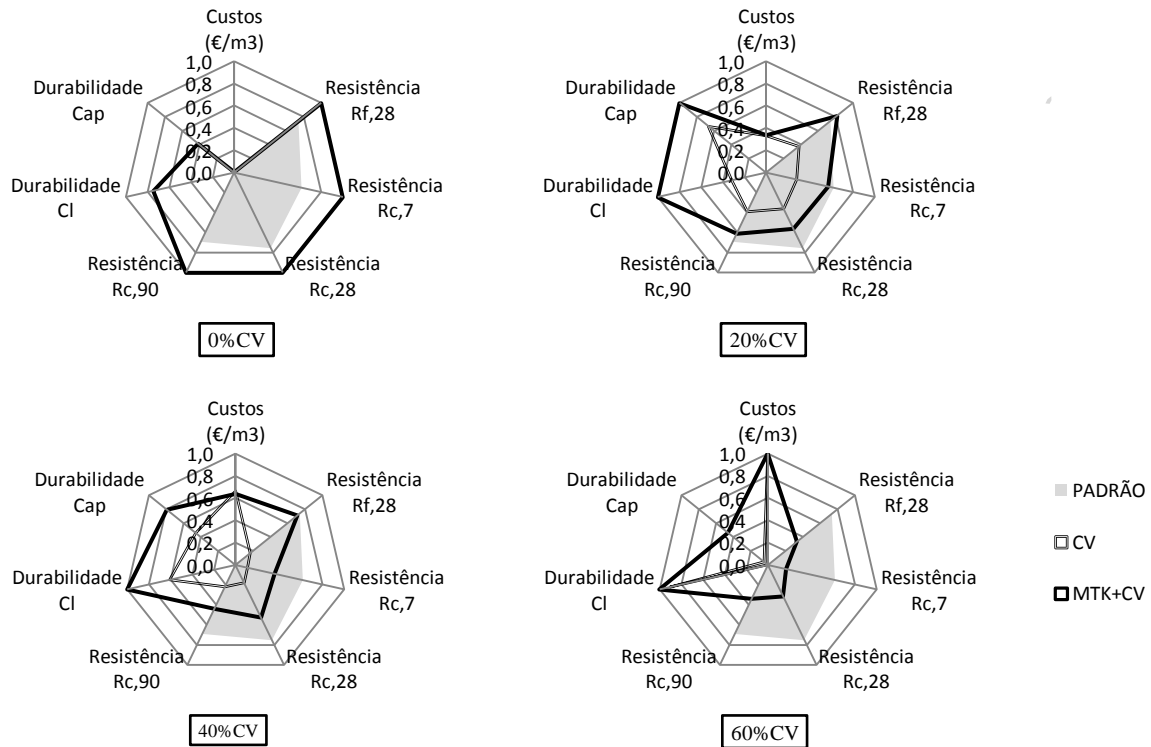 Custos
(€/m3)
1,0
0,8
0,6
0,4
0,2
0,0
Resistência
Rf,28
Resistência
Rc,7
Resistência
Rc,28
Resistência
Rc,90
Durabilidade
Cl
Durabilidade
Cap
0%CV
Custos
(€/m3)
1,0
0,8
0,6
0,4
0,2
0,0
Resistência
Rf,28
Resistência
Rc,7
Resistência
Rc,28
Resistência
Rc,90
Durabilidade
Cl
Durabilidade
Cap
20%CV
Custos
(€/m3)
1,0
0,8
0,6
0,4
0,2
0,0
Resistência
Rf,28
Resistência
Rc,7
Resistência
Rc,28
Resistência
Rc,90
Durabilidade
Cl
Durabilidade
Cap
40%CV
Custos
(€/m3)
1,0
0,8
0,6
0,4
0,2
0,0
Resistência
Rf,28
Resistência
Rc,7
Resistência
Rc,28
Resistência
Rc,90
Durabilidade
Cl
Durabilidade
Cap
60%CV
PADRÃO
CV
MTK+CV